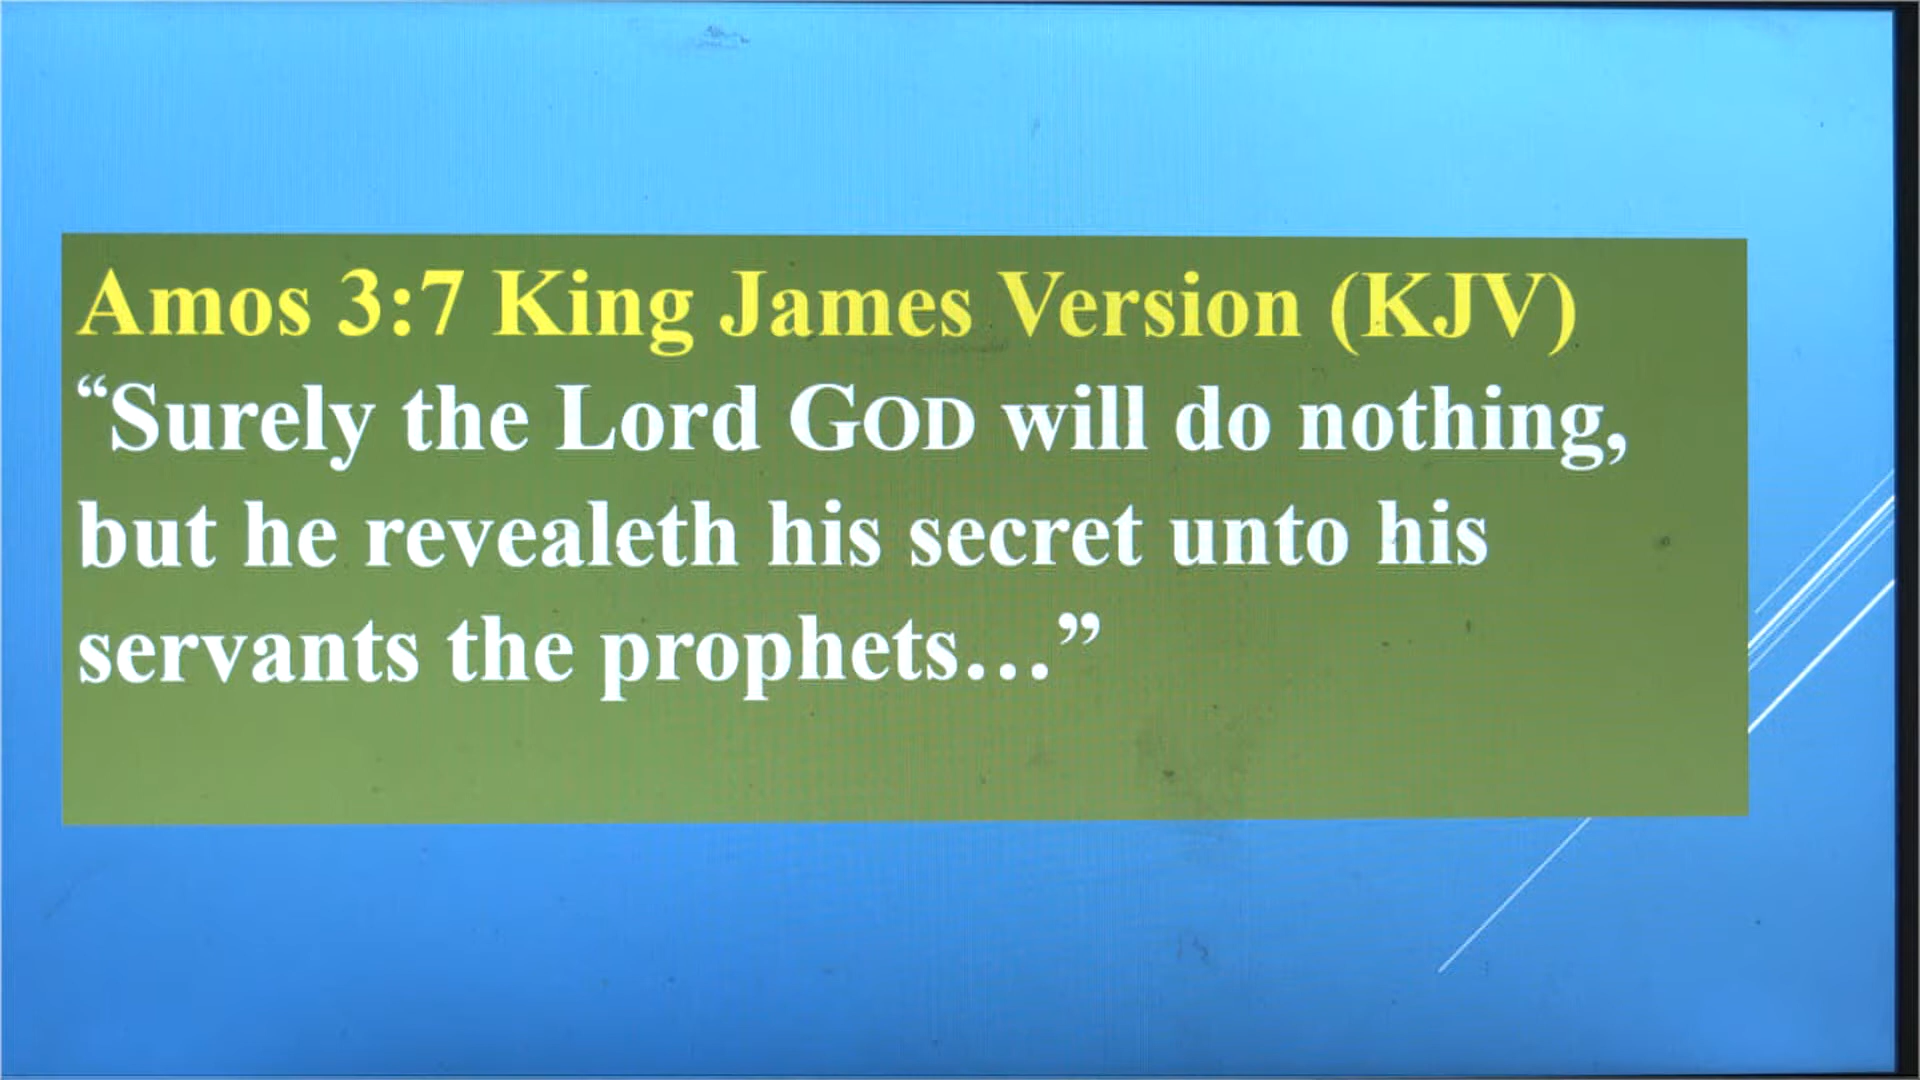 Amos 3:7 King James Version (KJV)
“Surely the Lord GOD will do nothing,
but he revealeth his secret unto his
servants the prophets…”